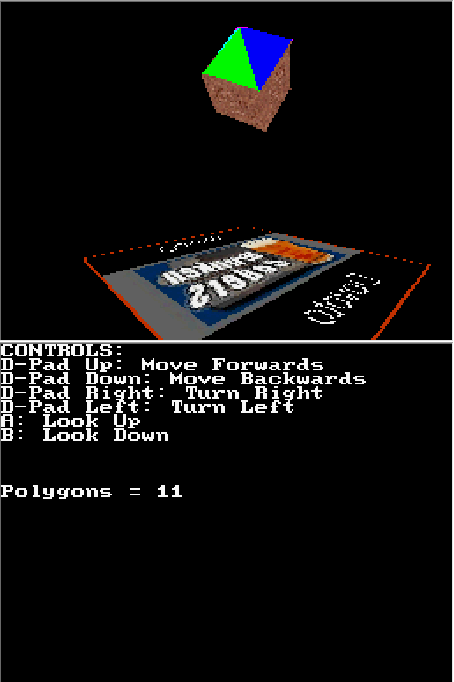 CONTROLS:
D-Pad Up: Move Forwards
D-Pad Down: Move Backwards
D-Pad Right: Turn Right
D-Pad Left: Turn Left
A: Look Up
B: Look Down
Polygons = 11